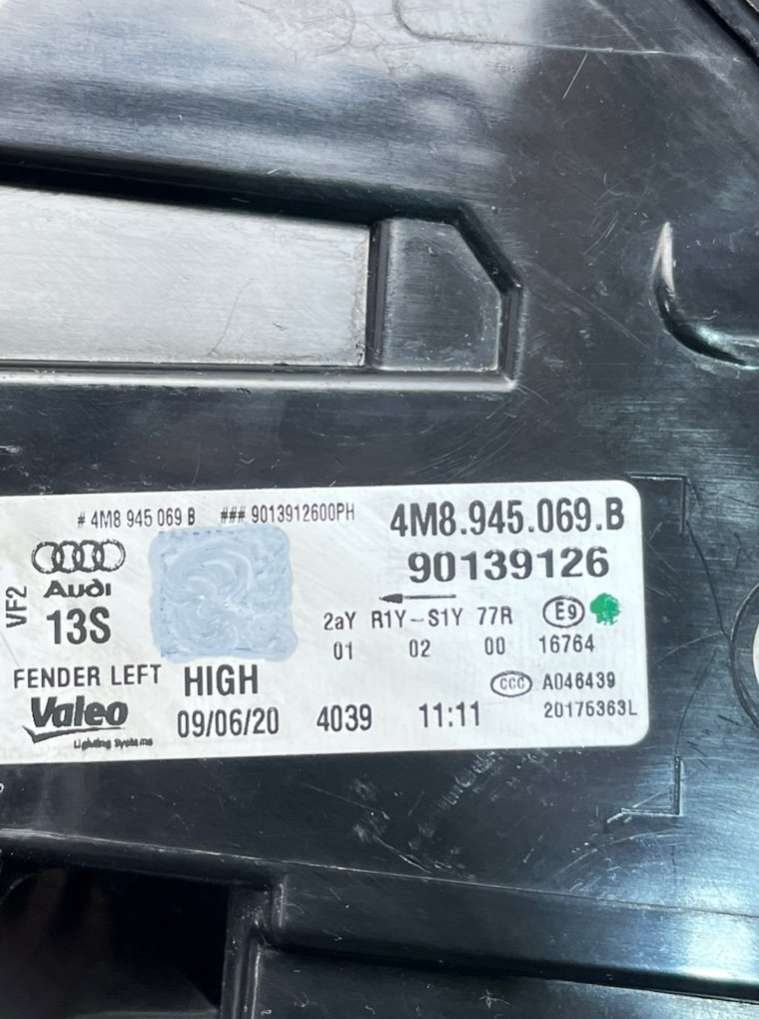 # 4M8 945 069 B ### 9013912600PH 4M8.945.069.B
90139126
VF2
Audi
13S
2aY R1Y-S1Y 77R E9
01 02 00 16764
FENDER LEFT HIGH
CCC A046439
Valeo
Lighting Systems
09/06/20 4039 11:11 20175363L